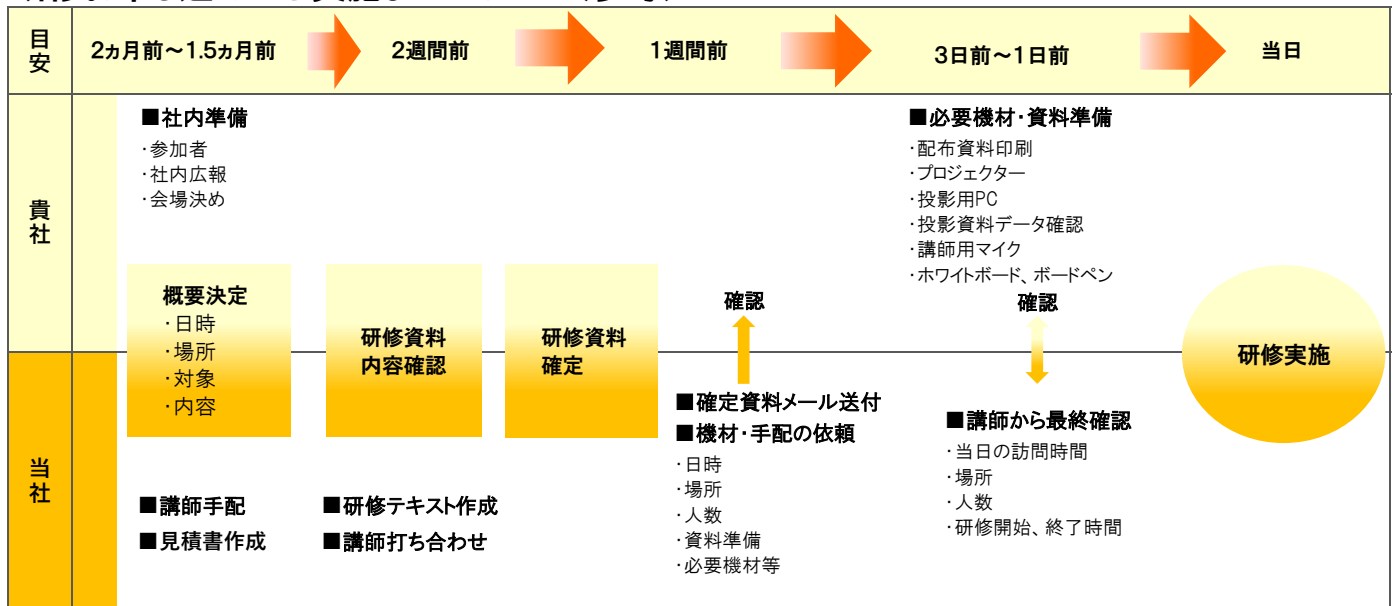 目安
2ヵ月前～1.5ヵ月前
2週間前
1週間前
3日前～1日前
当日
貴社
■社内準備
・参加者
・社内広報
・会場決め
■必要機材・資料準備
・配布資料印刷
・プロジェクター
・投影用PC
・投影資料データ確認
・講師用マイク
・ホワイトボード、ボードペン
概要決定
・日時
・場所
・対象
・内容
研修資料
内容確認
研修資料
確定
確認
確認
研修実施
当社
■講師手配
■見積書作成
■研修テキスト作成
■講師打ち合わせ
■確定資料メール送付
■機材・手配の依頼
・日時
・場所
・人数
・資料準備
・必要機材等
■講師から最終確認
・当日の訪問時間
・場所
・人数
・研修開始、終了時間